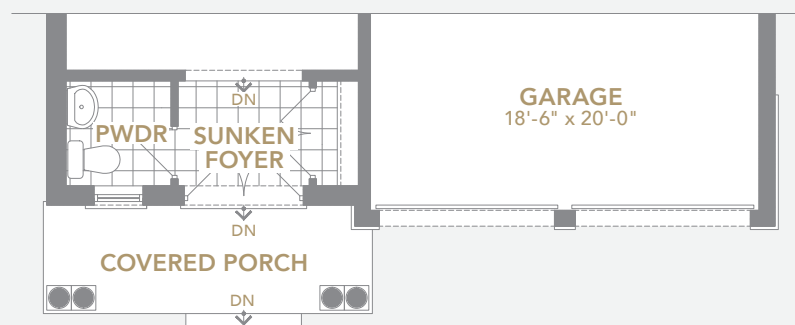 DN
GARAGE
18'-6" x 20'-0"
PWDR
SUNKEN
FOYER
DN
COVERED PORCH
DN